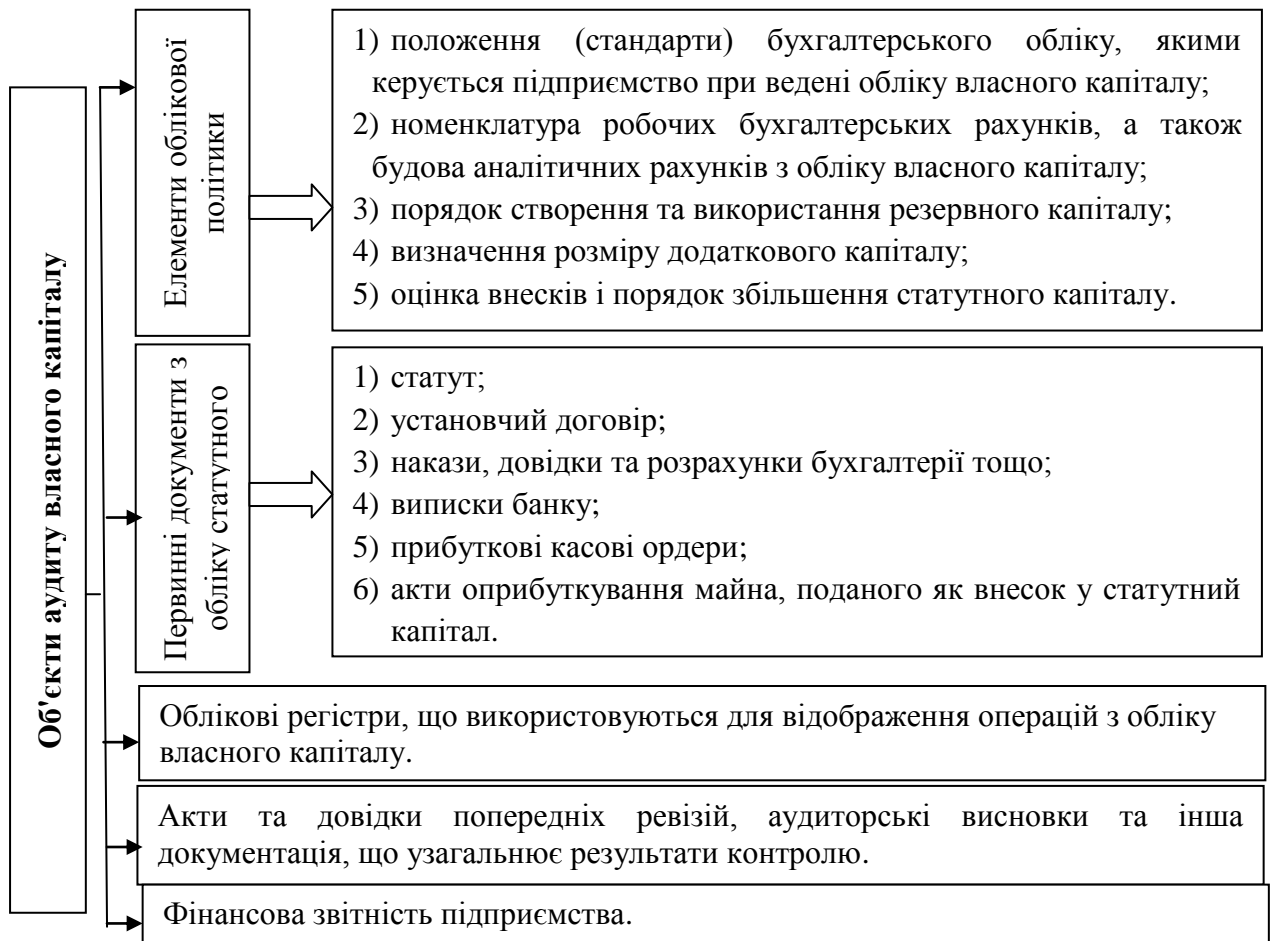 Об'єкти аудиту власного капіталу
Елементи облікової
політики
1) положення (стандарти) бухгалтерського обліку, якими
керується підприємство при ведені обліку власного капіталу;
2) номенклатура робочих бухгалтерських рахунків, а також
будова аналітичних рахунків з обліку власного капіталу;
3) порядок створення та використання резервного капіталу;
4) визначення розміру додаткового капіталу;
5) оцінка внесків і порядок збільшення статутного капіталу.
Первинні документи з
обліку статутного
1) статут;
2) установчий договір;
3) накази, довідки та розрахунки бухгалтерії тощо;
4) виписки банку;
5) прибуткові касові ордери;
6) акти оприбуткування майна, поданого як внесок у статутний
капітал.
Облікові регістри, що використовуються для відображення операцій з обліку
власного капіталу.
Акти та довідки попередніх ревізій, аудиторські висновки та інша
документація, що узагальнює результати контролю.
Фінансова звітність підприємства.